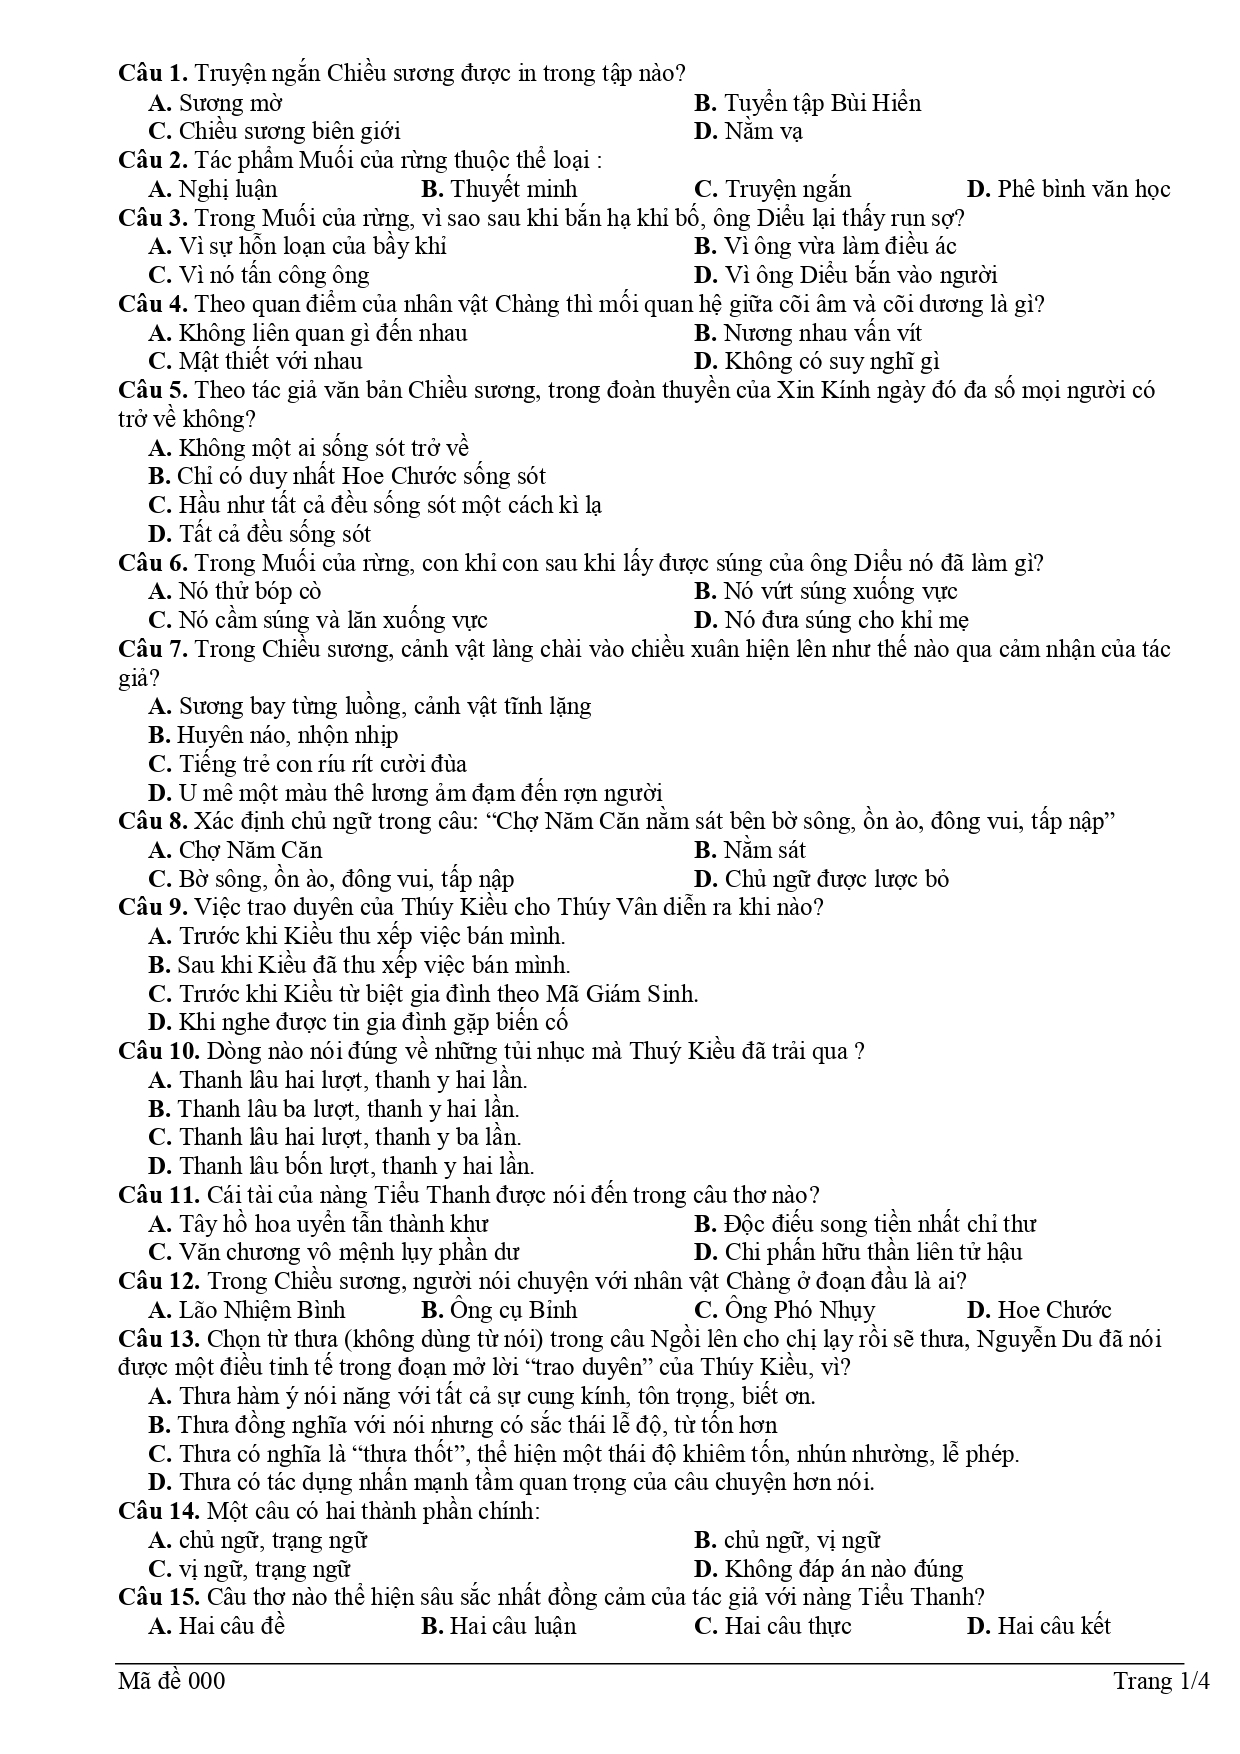 Câu 1. Truyện ngắn Chiều sương được in trong tập nào?
A. Sương mờ B. Tuyển tập Bùi Hiển
C. Chiều sương biên giới D. Nằm vạ
Câu 2. Tác phẩm Muối của rừng thuộc thể loại :
A. Nghị luận B. Thuyết minh C. Truyện ngắn D. Phê bình văn học
Câu 3. Trong Muối của rừng, vì sao sau khi bắn hạ khỉ bố, ông Diểu lại thấy run sợ?
A. Vì sự hỗn loạn của bầy khỉ B. Vì ông vừa làm điều ác
C. Vì nó tấn công ông D. Vì ông Diểu bắn vào người
Câu 4. Theo quan điểm của nhân vật Chàng thì mối quan hệ giữa cõi âm và cõi dương là gì?
A. Không liên quan gì đến nhau B. Nương nhau vấn vít
C. Mật thiết với nhau D. Không có suy nghĩ gì
Câu 5. Theo tác giả văn bản Chiều sương, trong đoàn thuyền của Xin Kính ngày đó đa số mọi người có
trở về không?
A. Không một ai sống sót trở về
B. Chỉ có duy nhất Hoe Chước sống sót
C. Hầu như tất cả đều sống sót một cách kì lạ
D. Tất cả đều sống sót
Câu 6. Trong Muối của rừng, con khỉ con sau khi lấy được súng của ông Diểu nó đã làm gì?
A. Nó thử bóp cò B. Nó vứt súng xuống vực
C. Nó cầm súng và lăn xuống vực D. Nó đưa súng cho khỉ mẹ
Câu 7. Trong Chiều sương, cảnh vật làng chài vào chiều xuân hiện lên như thế nào qua cảm nhận của tác
giả?
A. Sương bay từng luồng, cảnh vật tĩnh lặng
B. Huyên náo, nhộn nhịp
C. Tiếng trẻ con ríu rít cười đùa
D. U mê một màu thê lương ảm đạm đến rợn người
Câu 8. Xác định chủ ngữ trong câu: “Chợ Năm Căn nằm sát bên bờ sông, ồn ào, đông vui, tấp nập”
A. Chợ Năm Căn B. Nằm sát
C. Bờ sông, ồn ào, đông vui, tấp nập D. Chủ ngữ được lược bỏ
Câu 9. Việc trao duyên của Thúy Kiều cho Thúy Vân diễn ra khi nào?
A. Trước khi Kiều thu xếp việc bán mình.
B. Sau khi Kiều đã thu xếp việc bán mình.
C. Trước khi Kiều từ biệt gia đình theo Mã Giám Sinh.
D. Khi nghe được tin gia đình gặp biến cố
Câu 10. Dòng nào nói đúng về những tủi nhục mà Thuý Kiều đã trải qua ?
A. Thanh lâu hai lượt, thanh y hai lần.
B. Thanh lâu ba lượt, thanh y hai lần.
C. Thanh lâu hai lượt, thanh y ba lần.
D. Thanh lâu bốn lượt, thanh y hai lần.
Câu 11. Cái tài của nàng Tiểu Thanh được nói đến trong câu thơ nào?
A. Tây hồ hoa uyển tẫn thành khư B. Độc điếu song tiền nhất chỉ thư
C. Văn chương vô mệnh lụy phần dư D. Chi phấn hữu thần liên tử hậu
Câu 12. Trong Chiều sương, người nói chuyện với nhân vật Chàng ở đoạn đầu là ai?
A. Lão Nhiệm Bình B. Ông cụ Bỉnh C. Ông Phó Nhụy D. Hoe Chước
Câu 13. Chọn từ thưa (không dùng từ nói) trong câu Ngồi lên cho chị lạy rồi sẽ thưa, Nguyễn Du đã nói
được một điều tinh tế trong đoạn mở lời “trao duyên” của Thúy Kiều, vì?
A. Thưa hàm ý nói năng với tất cả sự cung kính, tôn trọng, biết ơn.
B. Thưa đồng nghĩa với nói nhưng có sắc thái lễ độ, từ tốn hơn
C. Thưa có nghĩa là “thưa thốt”, thể hiện một thái độ khiêm tốn, nhún nhường, lễ phép.
D. Thưa có tác dụng nhấn mạnh tầm quan trọng của câu chuyện hơn nói.
Câu 14. Một câu có hai thành phần chính:
A. chủ ngữ, trạng ngữ B. chủ ngữ, vị ngữ
C. vị ngữ, trạng ngữ D. Không đáp án nào đúng
Câu 15. Câu thơ nào thể hiện sâu sắc nhất đồng cảm của tác giả với nàng Tiểu Thanh?
A. Hai câu đề B. Hai câu luận C. Hai câu thực D. Hai câu kết
Mã đề 000 Trang 1/4